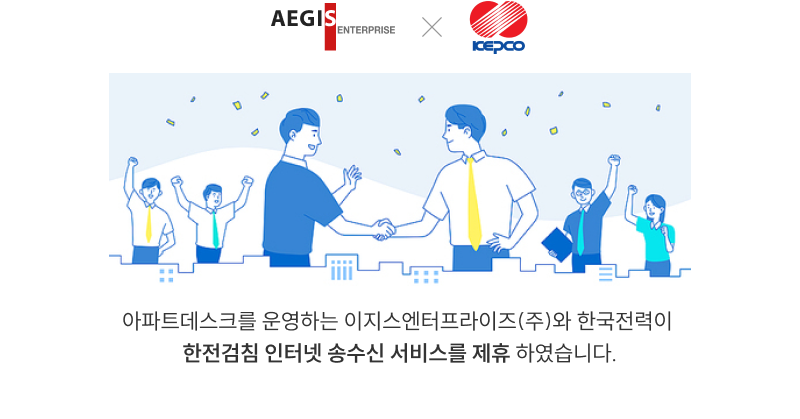 AEGIS ENTERPRISE × KEPCO
아파트데스크를 운영하는 이지스엔터프라이즈(주)와 한국전력이
한전검침 인터넷 송수신 서비스를 제휴 하였습니다.